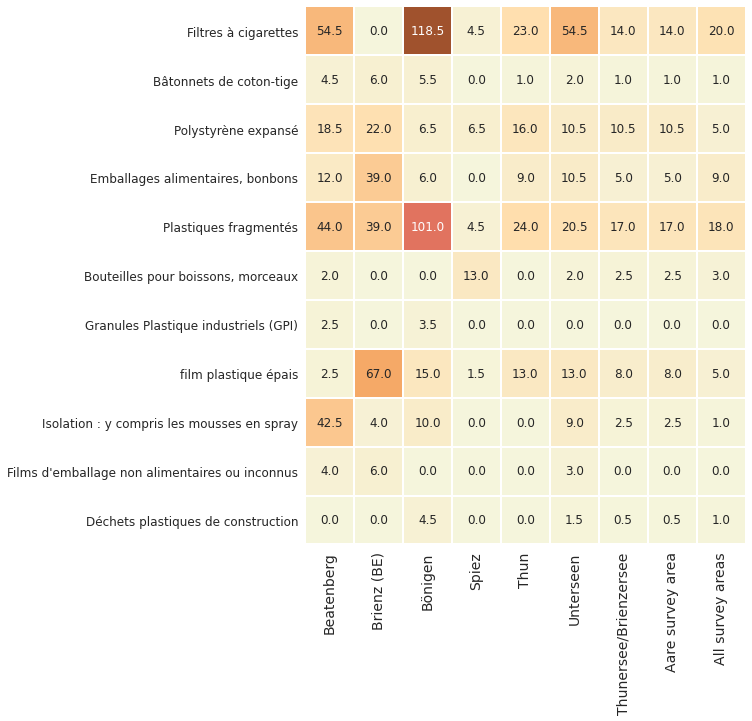 Filtres à cigarettes 54.5 0.0 118.5 4.5 23.0 54.5 14.0 14.0 20.0
Bâtonnets de coton-tige 4.5 6.0 5.5 0.0 1.0 2.0 1.0 1.0 1.0
Polystyrène expansé 18.5 22.0 6.5 6.5 16.0 10.5 10.5 10.5 5.0
Emballages alimentaires, bonbons 12.0 39.0 6.0 0.0 9.0 10.5 5.0 5.0 9.0
Plastiques fragmentés 44.0 39.0 101.0 4.5 24.0 20.5 17.0 17.0 18.0
Bouteilles pour boissons, morceaux 2.0 0.0 0.0 13.0 0.0 2.0 2.5 2.5 3.0
Granules Plastique industriels (GPI) 2.5 0.0 3.5 0.0 0.0 0.0 0.0 0.0 0.0
film plastique épais 2.5 67.0 15.0 1.5 13.0 13.0 8.0 8.0 5.0
Isolation : y compris les mousses en spray 42.5 4.0 10.0 0.0 0.0 9.0 2.5 2.5 1.0
Films d'emballage non alimentaires ou inconnus 4.0 6.0 0.0 0.0 0.0 3.0 0.0 0.0 0.0
Déchets plastiques de construction 0.0 0.0 4.5 0.0 0.0 1.5 0.5 0.5 1.0
Beatenberg
Brienz (BE)
Bönigen
Spiez
Thun
Unterseen
Thunersee/Brienzersee
Aare survey area
All survey areas